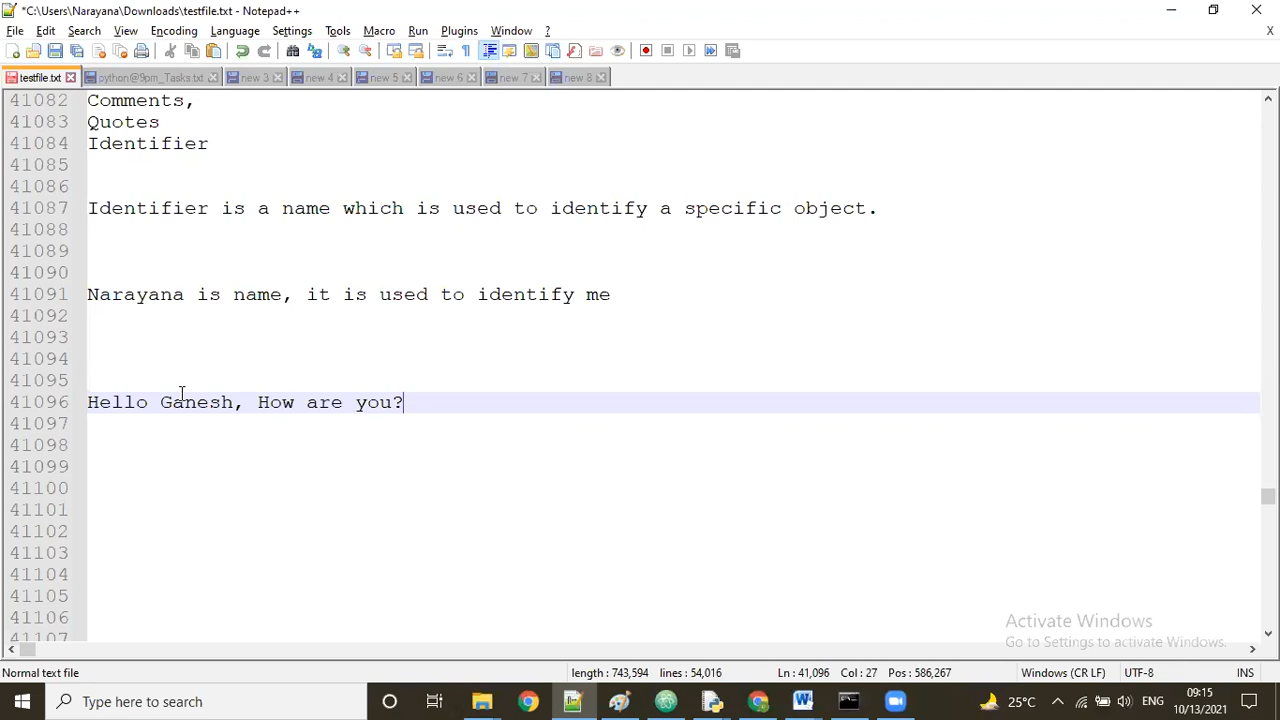 *C:\Users\Narayana\Downloads\testfile.txt - Notepad++
File Edit Search View Encoding Language Settings Tools Macro Run Plugins Window ? X
testfile.txt python@9pm_Tasks.txt new 3 new 4 new 5 new 6 new 7 new 8
41082 Comments,
41083 Quotes
41084 Identifier
41085
41086
41087 Identifier is a name which is used to identify a specific object.
41088
41089
41090
41091 Narayana is name, it is used to identify me
41092
41093
41094
41095
41096 Hello Ganesh, How are you?
41097
41098
41099
41100
41101
41102
41103
41104
41105
41106
41107
Activate Windows
Go to Settings to activate Windows.
Normal text file length : 743,594 lines : 54,016 Ln : 41,096 Col : 27 Pos : 586,267 Windows (CR LF) UTF-8 INS
Type here to search 25°C ENG 09:15
10/13/2021